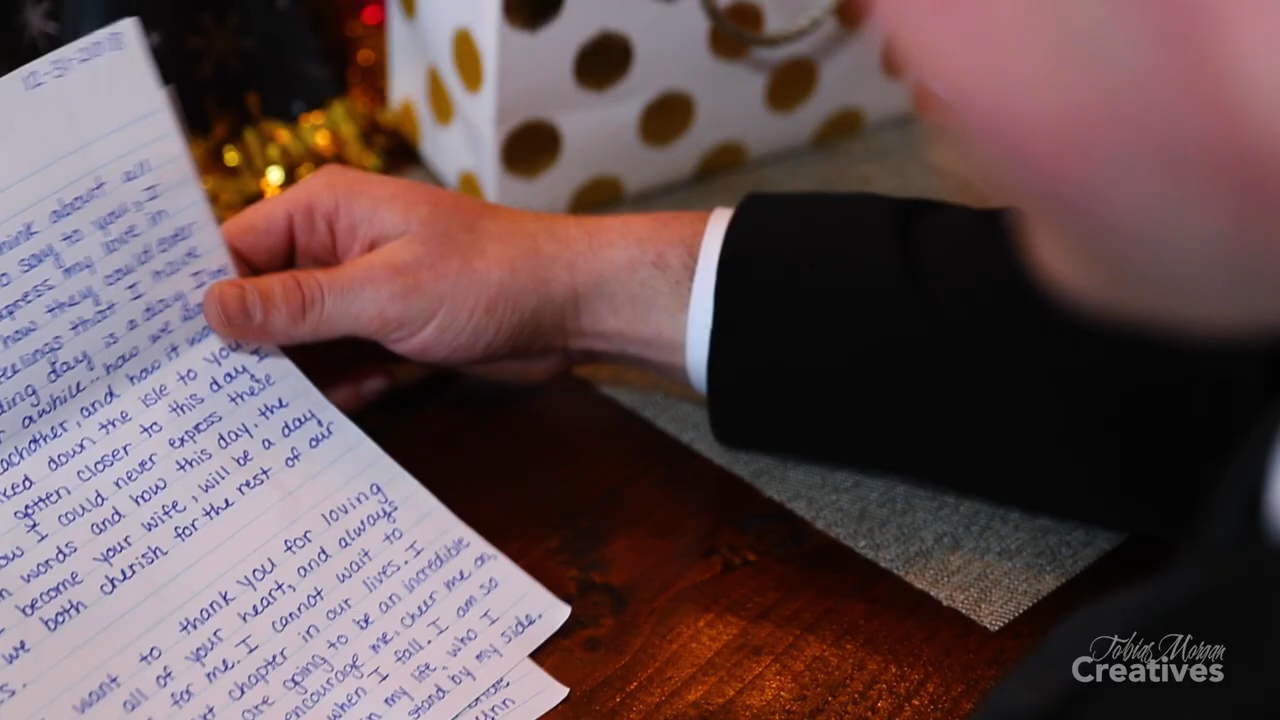 12-31-2018
think about all
o say to you, I
xpress my love in
how they could ever
feelings that I have
ding day is a day I'm
awhile.. how we
eachother, and how it
ked down the isle to you
gotten closer to this day I
ow I could never express these
n words and how this day, the
become your wife, will be a day
we both cherish for the rest of our
s.
want to thank you for loving
all of your heart, and always
for me. I cannot wait to
t chapter in our lives. I
are going to be an incredible
encourage me, cheer me on,
when I fall. I am so
in my life, who I
stand by my side.
Tobias Morgan
Creatives